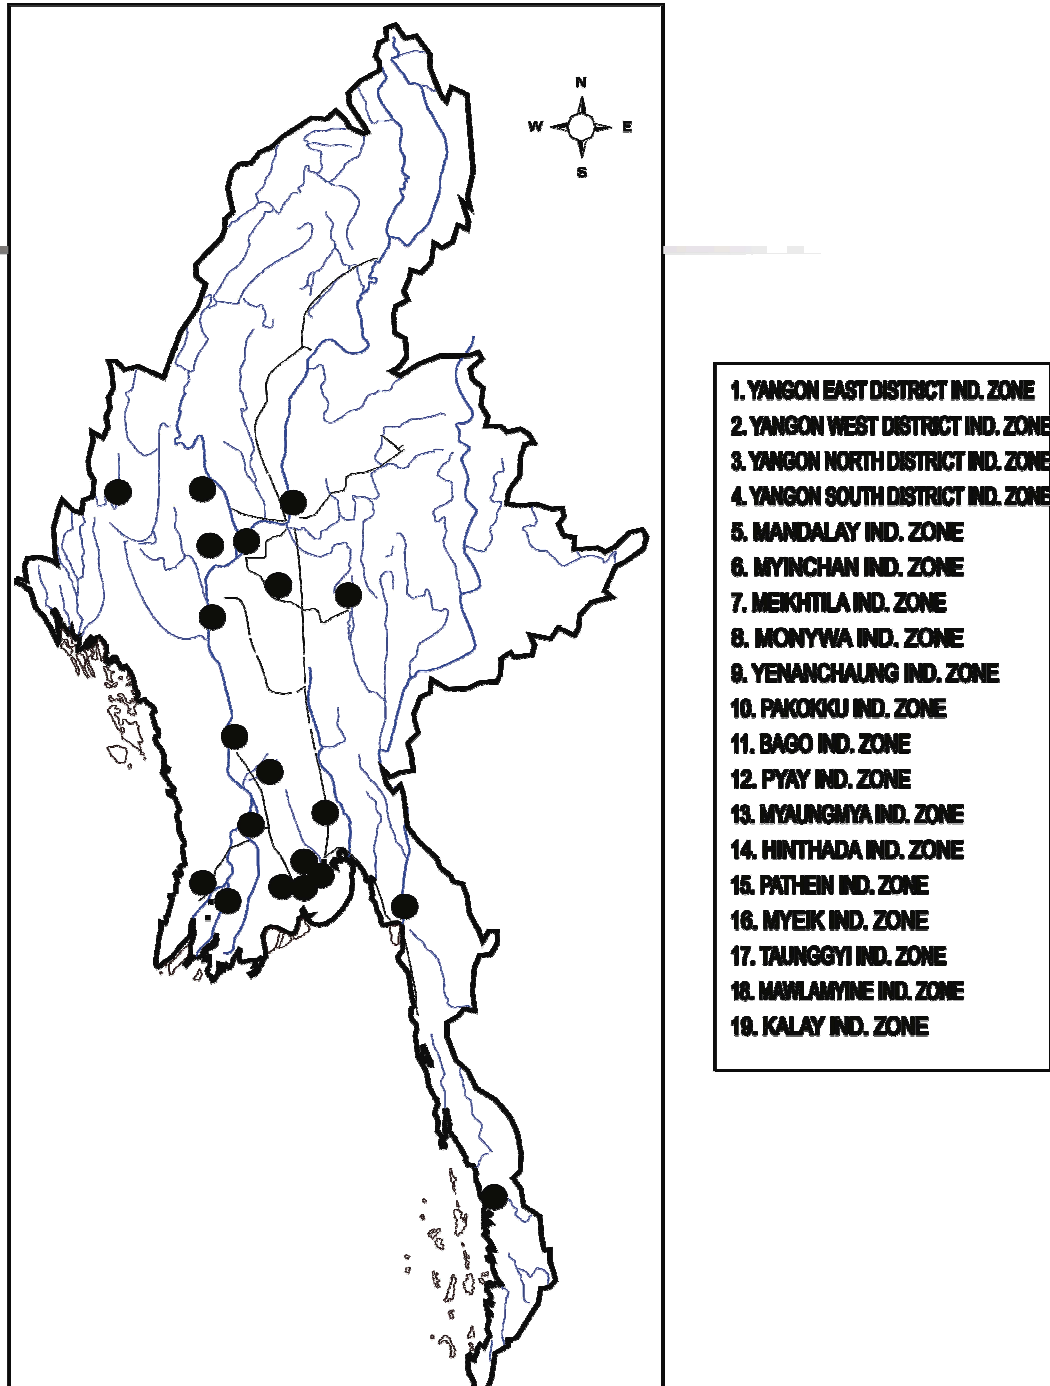 N
W E
S
1. YANGON EAST DISTRICT IND. ZONE
2. YANGON WEST DISTRICT IND. ZONE
3. YANGON NORTH DISTRICT IND. ZONE
4. YANGON SOUTH DISTRICT IND. ZONE
5. MANDALAY IND. ZONE
6. MYINCHAN IND. ZONE
7. MEIKHTILA IND. ZONE
8. MONYWA IND. ZONE
9. YENANCHAUNG IND. ZONE
10. PAKOKKU IND. ZONE
11. BAGO IND. ZONE
12. PYAY IND. ZONE
13. MYAUNGMYA IND. ZONE
14. HINTHADA IND. ZONE
15. PATHEIN IND. ZONE
16. MYEIK IND. ZONE
17. TAUNGGYI IND. ZONE
18. MAWLAMYINE IND. ZONE
19. KALAY IND. ZONE